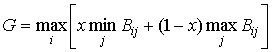 G = max_i [ x min_j B_ij + (1 − x) max_j B_ij ]